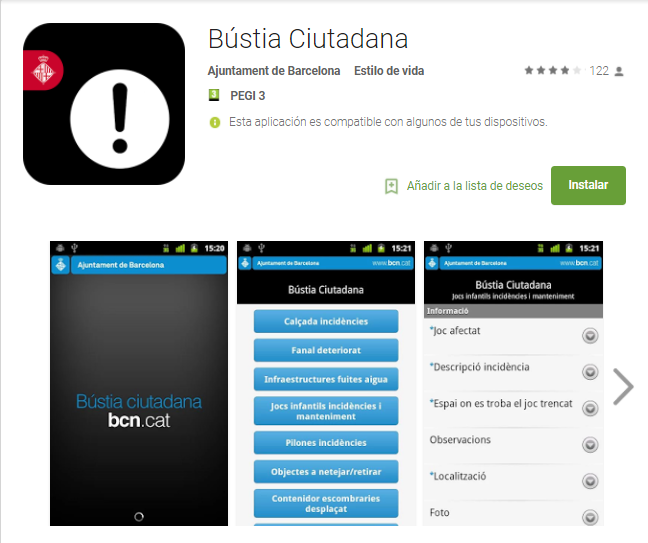 Bústia Ciutadana
Ajuntament de Barcelona Estilo de vida 122
3 PEGI 3
Esta aplicación es compatible con algunos de tus dispositivos.
Añadir a la lista de deseos Instalar
15:20
Ajuntament de Barcelona
Bústia ciutadana
bcn.cat
15:21
Ajuntament de Barcelona www.bcn.cat
Bústia Ciutadana
Calçada incidències
Fanal deteriorat
Infraestructures fuites aigua
Jocs infantils incidències i
manteniment
Pilones incidències
Objectes a netejar/retirar
Contenidor escombraries
desplaçat
15:21
Ajuntament de Barcelona www.bcn.cat
Bústia Ciutadana
Jocs infantils incidències i manteniment
Informació
*Joc afectat
*Descripció incidència
*Espai on es troba el joc trencat
Observacions
*Localització
Foto